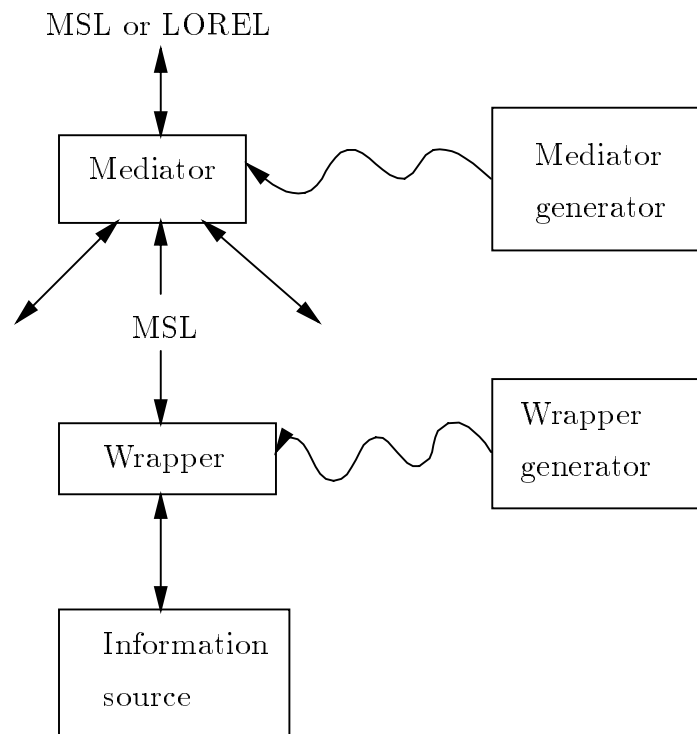 MSL or LOREL
Mediator
Mediator
generator
MSL
Wrapper
generator
Wrapper
Information
source